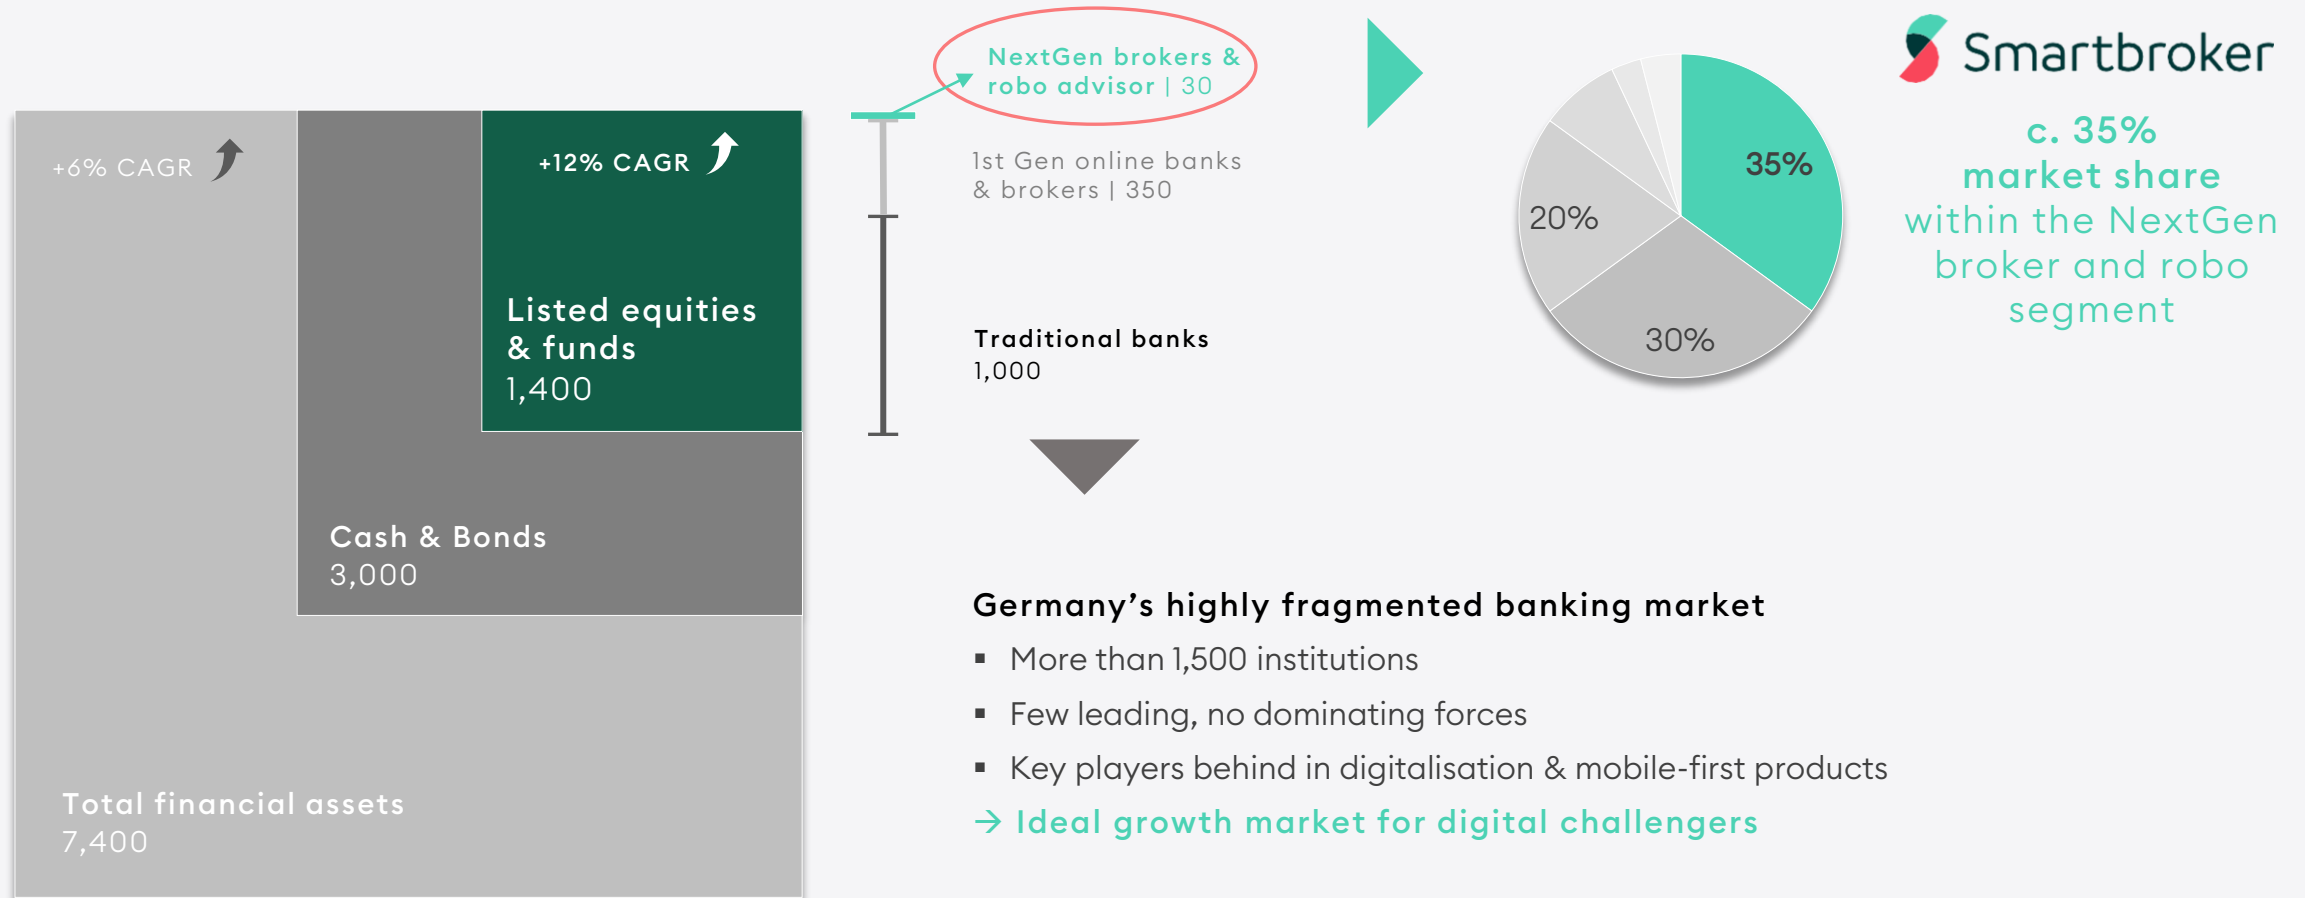 +6% CAGR
+12% CAGR
Listed equities
& funds
1,400
Cash & Bonds
3,000
Total financial assets
7,400
NextGen brokers &
robo advisor | 30
1st Gen online banks
& brokers | 350
Traditional banks
1,000
35%
20%
30%
Smartbroker
c. 35%
market share
within the NextGen
broker and robo
segment
Germany’s highly fragmented banking market
▪ More than 1,500 institutions
▪ Few leading, no dominating forces
▪ Key players behind in digitalisation & mobile-first products
→ Ideal growth market for digital challengers